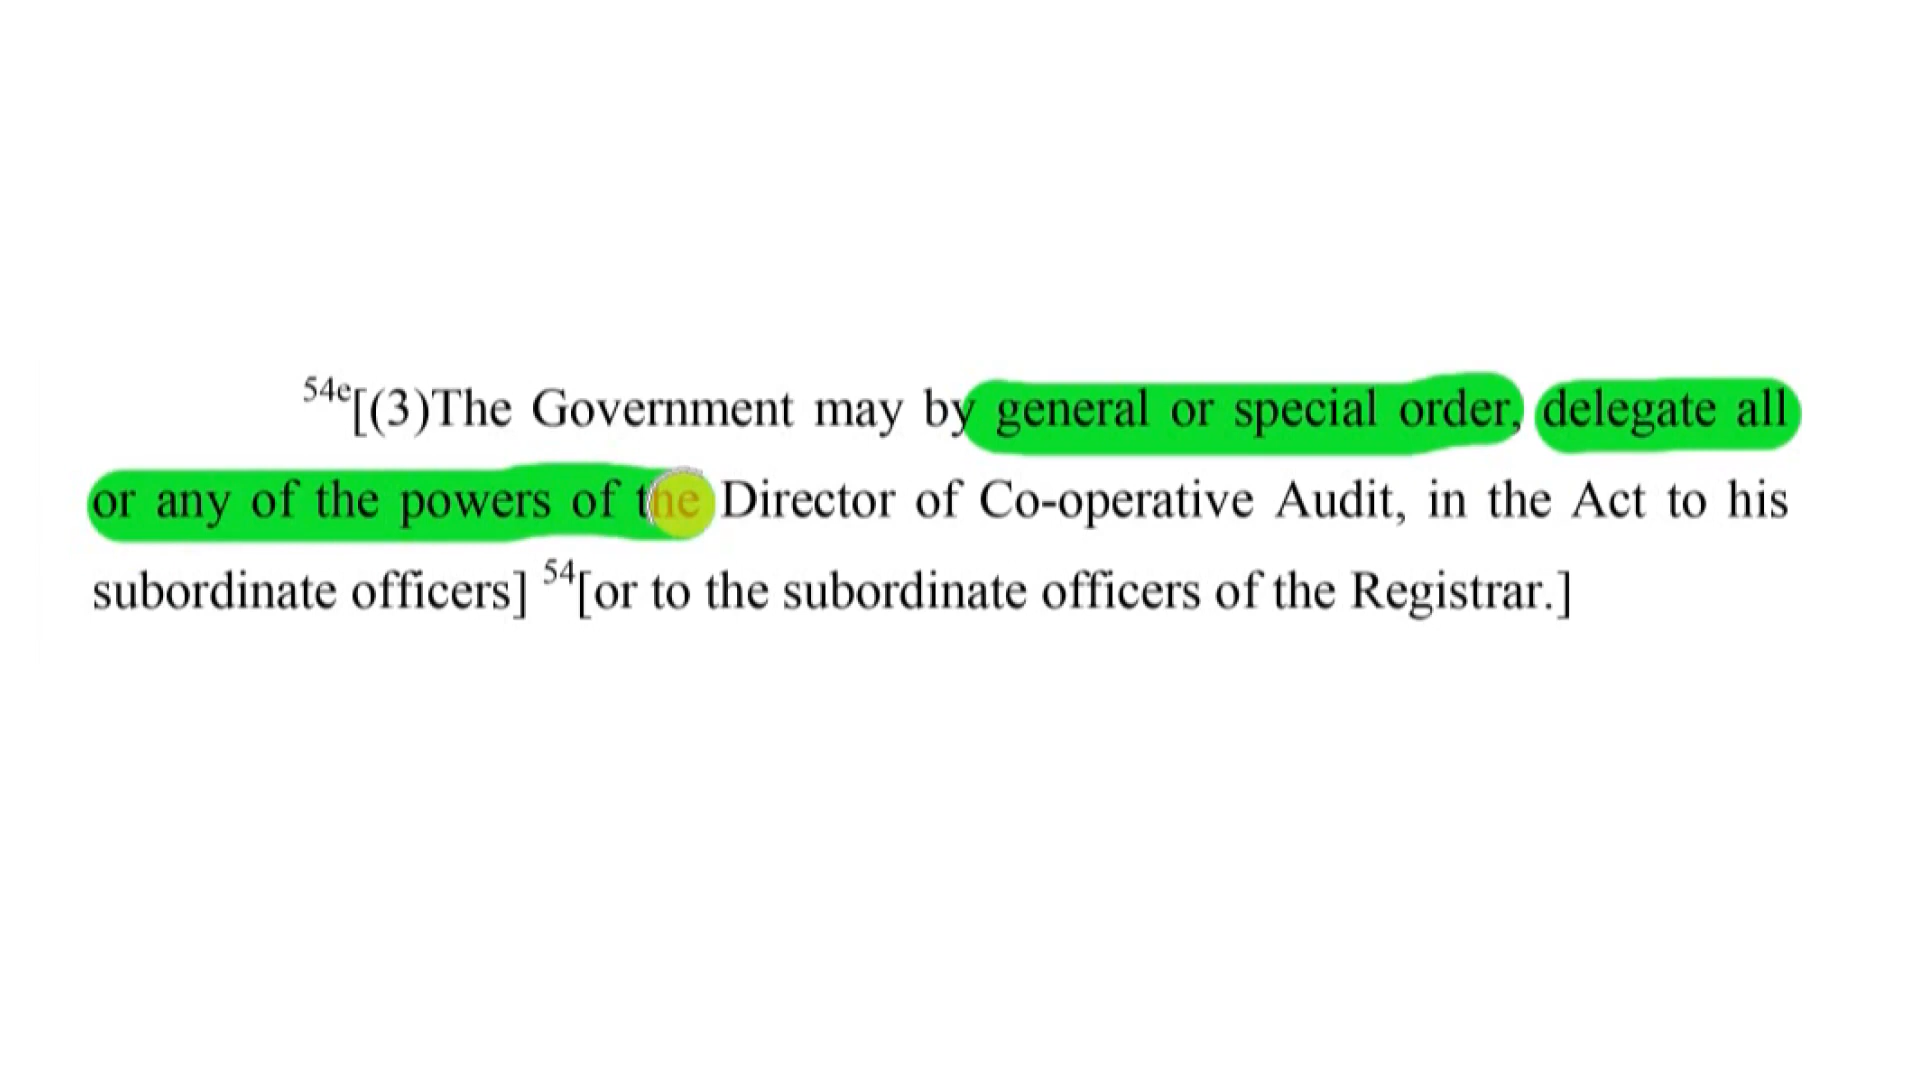 54e[(3)The Government may by general or special order, delegate all
or any of the powers of the Director of Co-operative Audit, in the Act to his
subordinate officers] 54[or to the subordinate officers of the Registrar.]